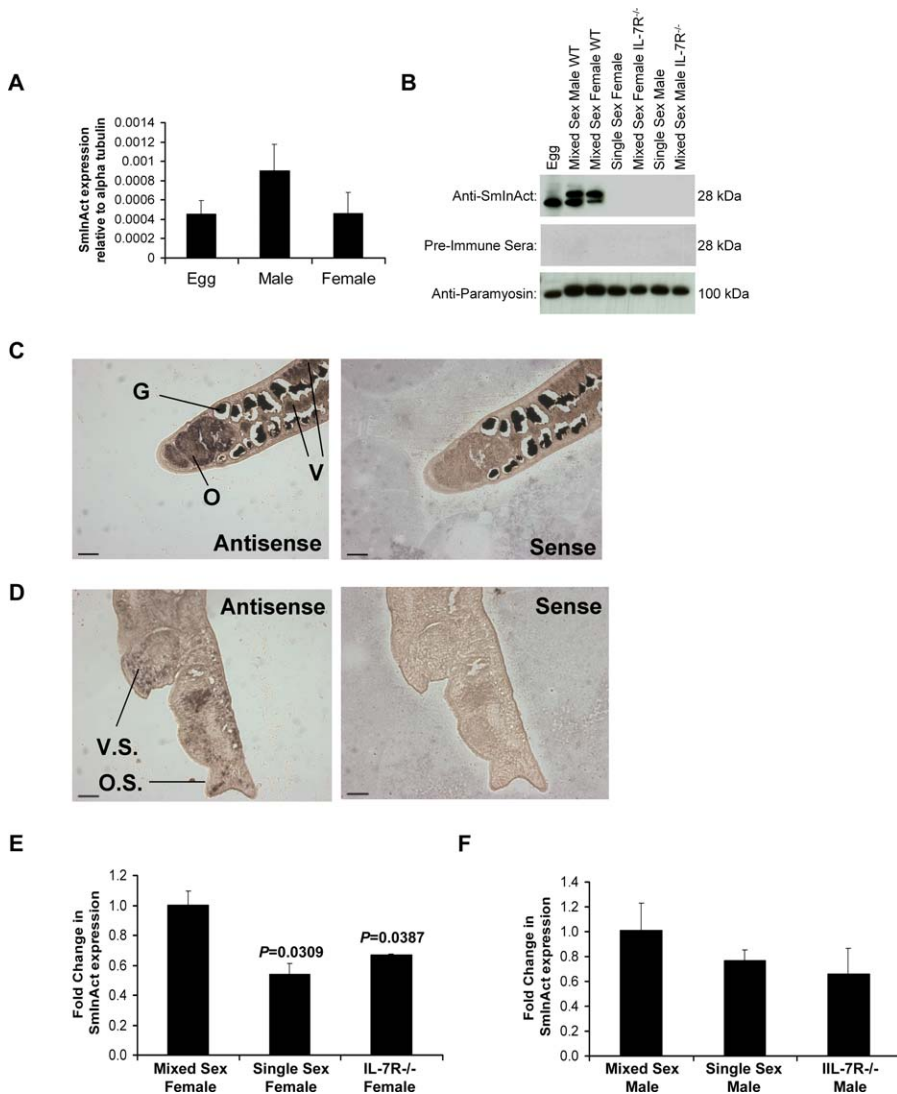 A
SmInAct expression
relative to alpha tubulin
0.0014
0.0012
0.001
0.0008
0.0006
0.0004
0.0002
0
Egg
Male
Female
B
Egg
Mixed Sex Male WT
Mixed Sex Female WT
Single Sex Female
Mixed Sex Female IL-7R-/-
Single Sex Male
Mixed Sex Male IL-7R-/-
Anti-SmInAct:
28 kDa
Pre-Immune Sera:
28 kDa
Anti-Paramyosin:
100 kDa
C
G
O
V
Antisense
Sense
D
Antisense
V.S.
O.S.
Sense
E
Fold Change in
SmInAct expression
1.2
1.0
0.8
0.6
0.4
0.2
0.0
P=0.0309
P=0.0387
Mixed Sex
Female
Single Sex
Female
IL-7R-/-
Female
F
Fold Change in
SmInAct expression
1.4
1.2
1.0
0.8
0.6
0.4
0.2
0.0
Mixed Sex
Male
Single Sex
Male
IIL-7R-/-
Male